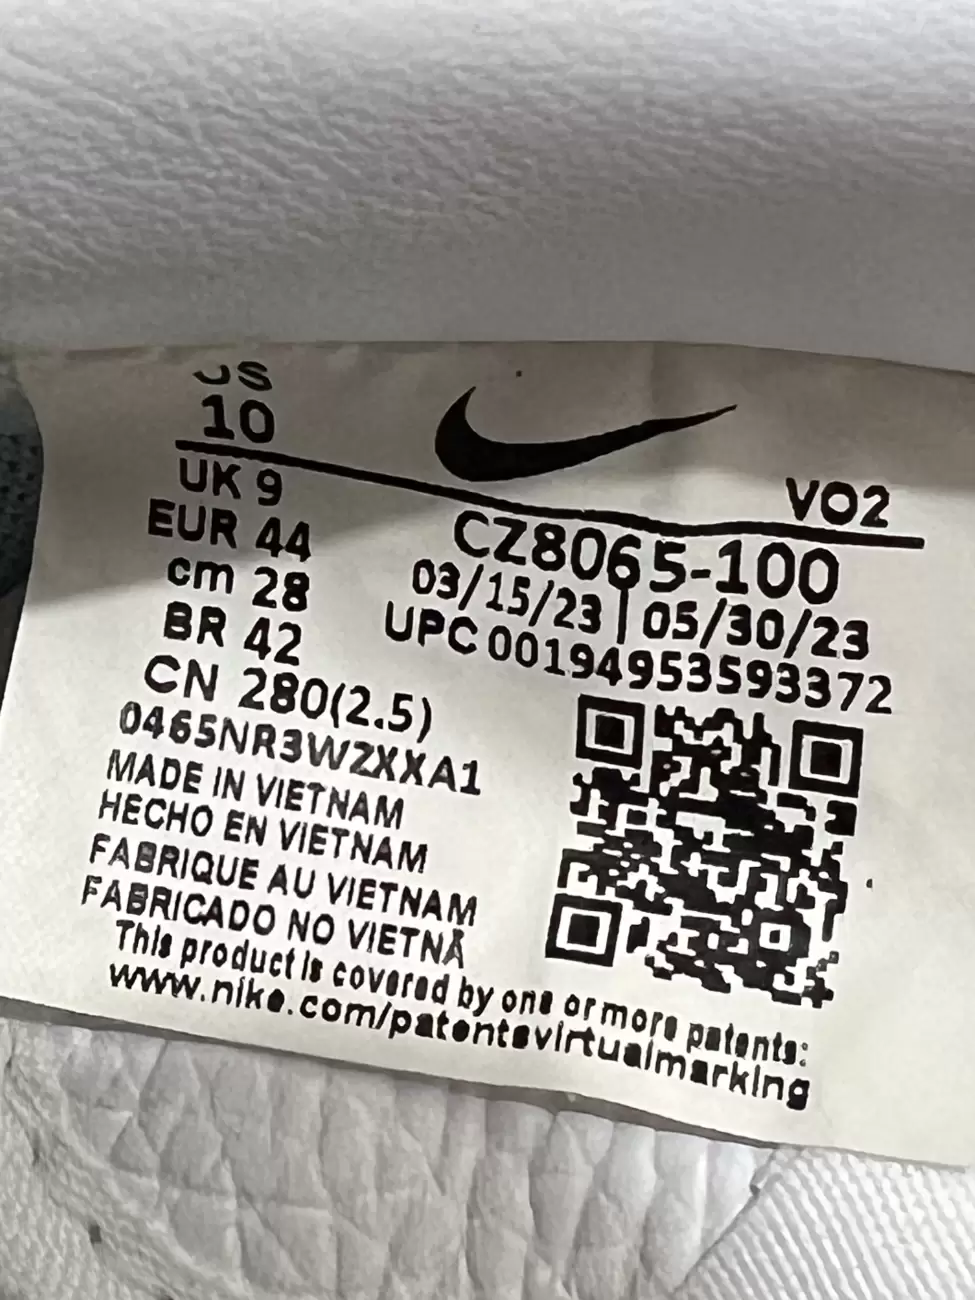 US
10
UK 9
EUR 44
cm 28
BR 42
CN 280(2.5)
0465NR3W2XXA1
MADE IN VIETNAM
HECHO EN VIETNAM
FABRIQUE AU VIETNAM
FABRICADO NO VIETNÃ
VO2
CZ8065-100
03/15/23 | 05/30/23
UPC 00194953593372
This product is covered by one or more patents:
www.nike.com/patentsvirtualmarking